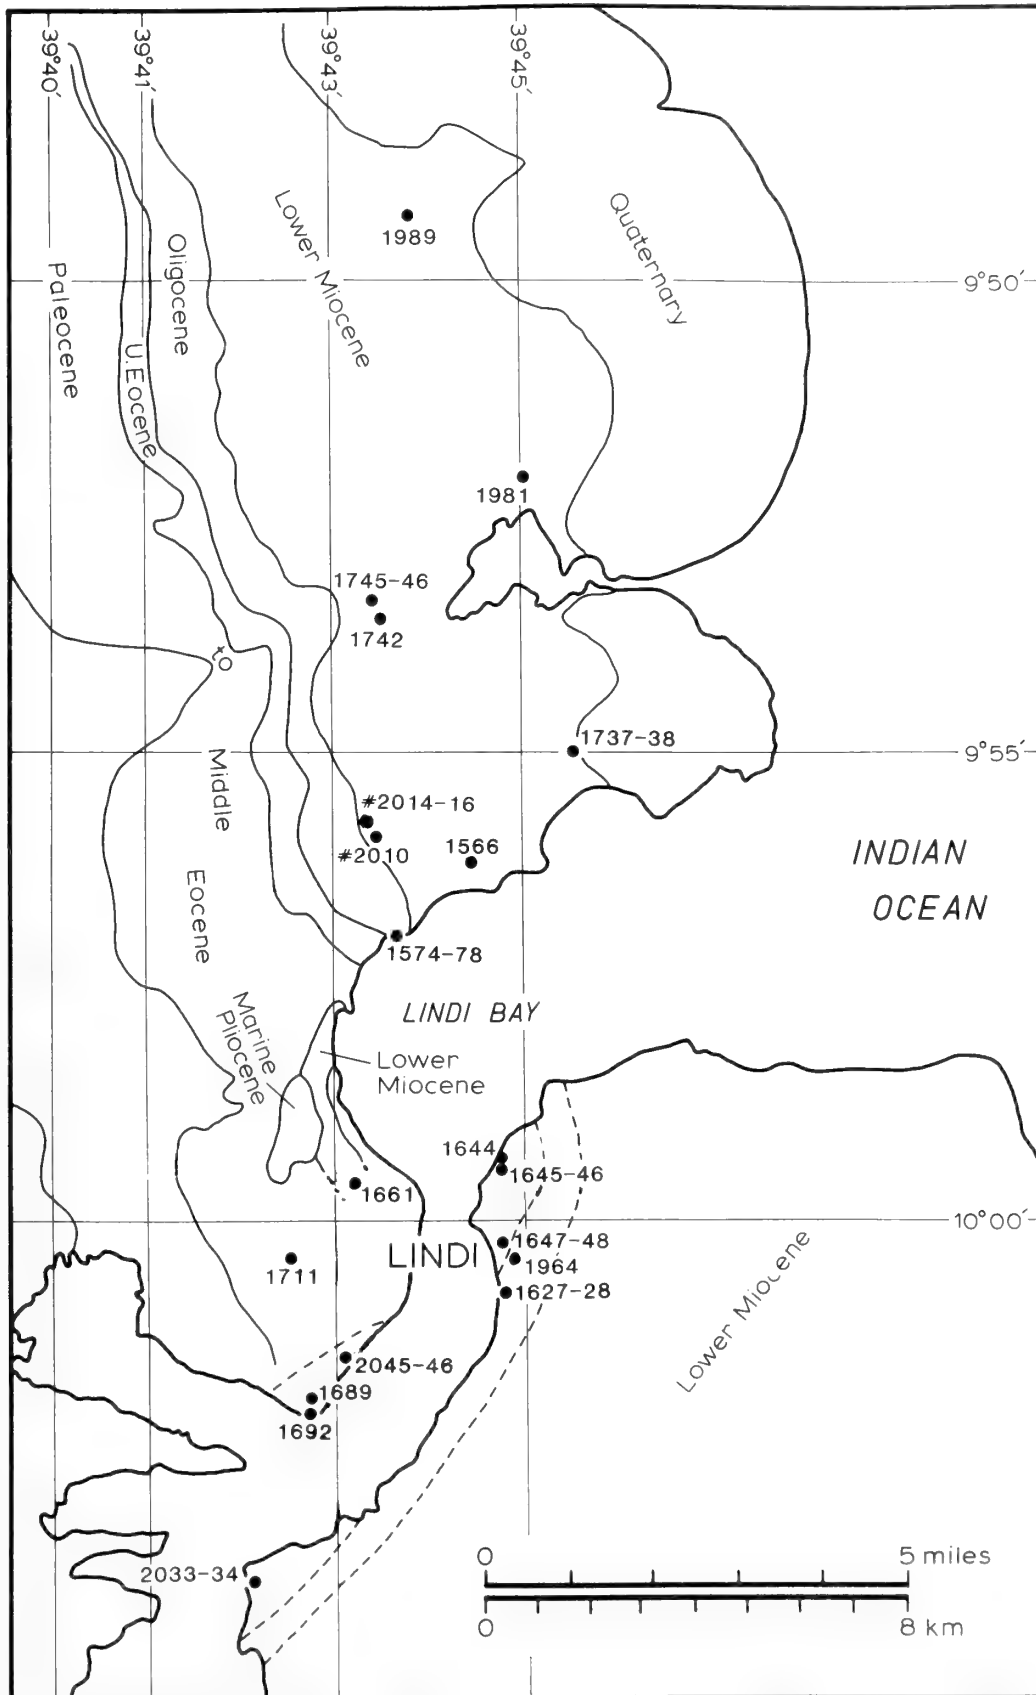 39°40′
39°41′
39°43′
39°45′
Quaternary
Lower Miocene
1989
Oligocene
Paleocene
9°50′
U.Eocene
1981
1745-46
1742
to
1737-38
9°55′
Middle
#2014-16
#2010
1566
INDIAN
OCEAN
Eocene
1574-78
LINDI BAY
Marine
Pliocene
Lower
Miocene
1644
1645-46
1661
10°00′
1647-48
LINDI
1964
1711
1627-28
Lower Miocene
2045-46
1689
1692
0
5 miles
2033-34
0
8 km